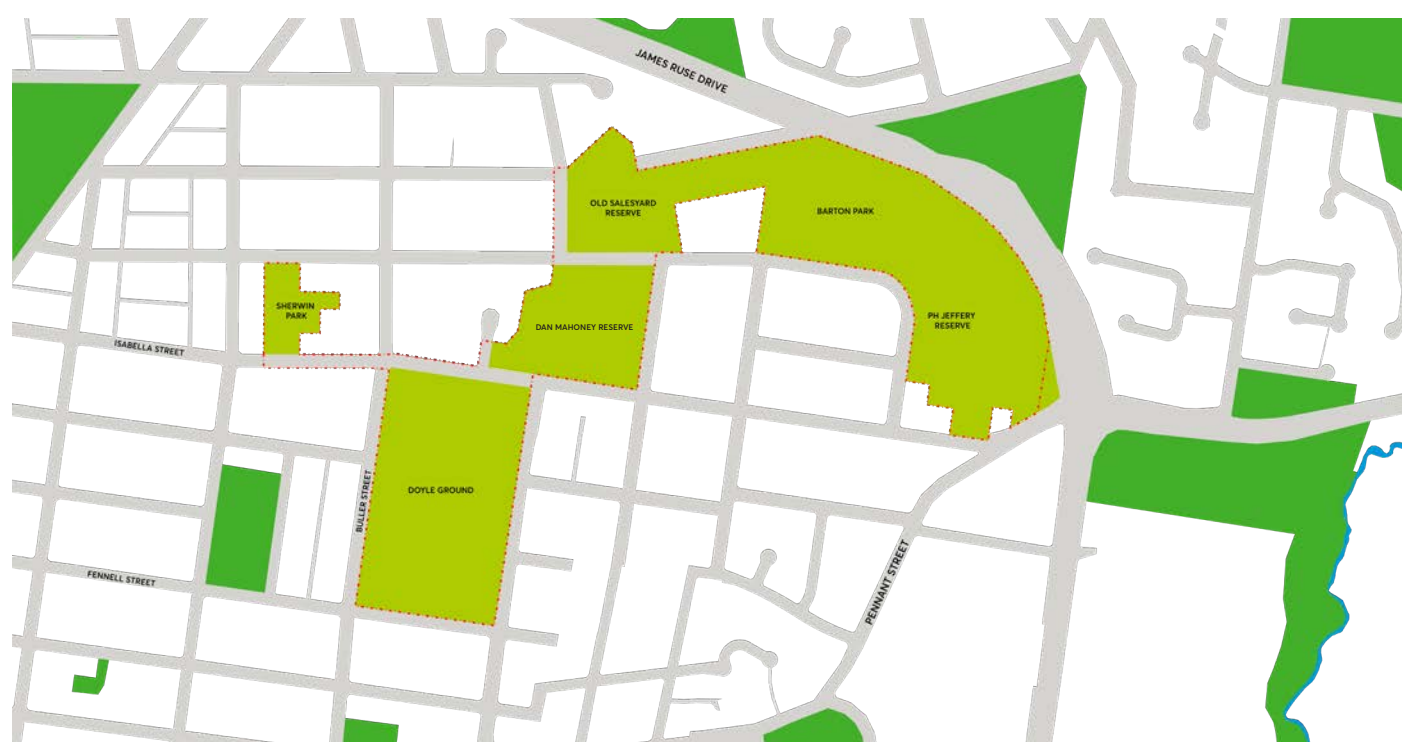 JAMES RUSE DRIVE
OLD SALESYARD
RESERVE
BARTON PARK
SHERWIN
PARK
DAN MAHONEY RESERVE
PH JEFFERY
RESERVE
ISABELLA STREET
DOYLE GROUND
BULLER STREET
FENNELL STREET
PENNANT STREET